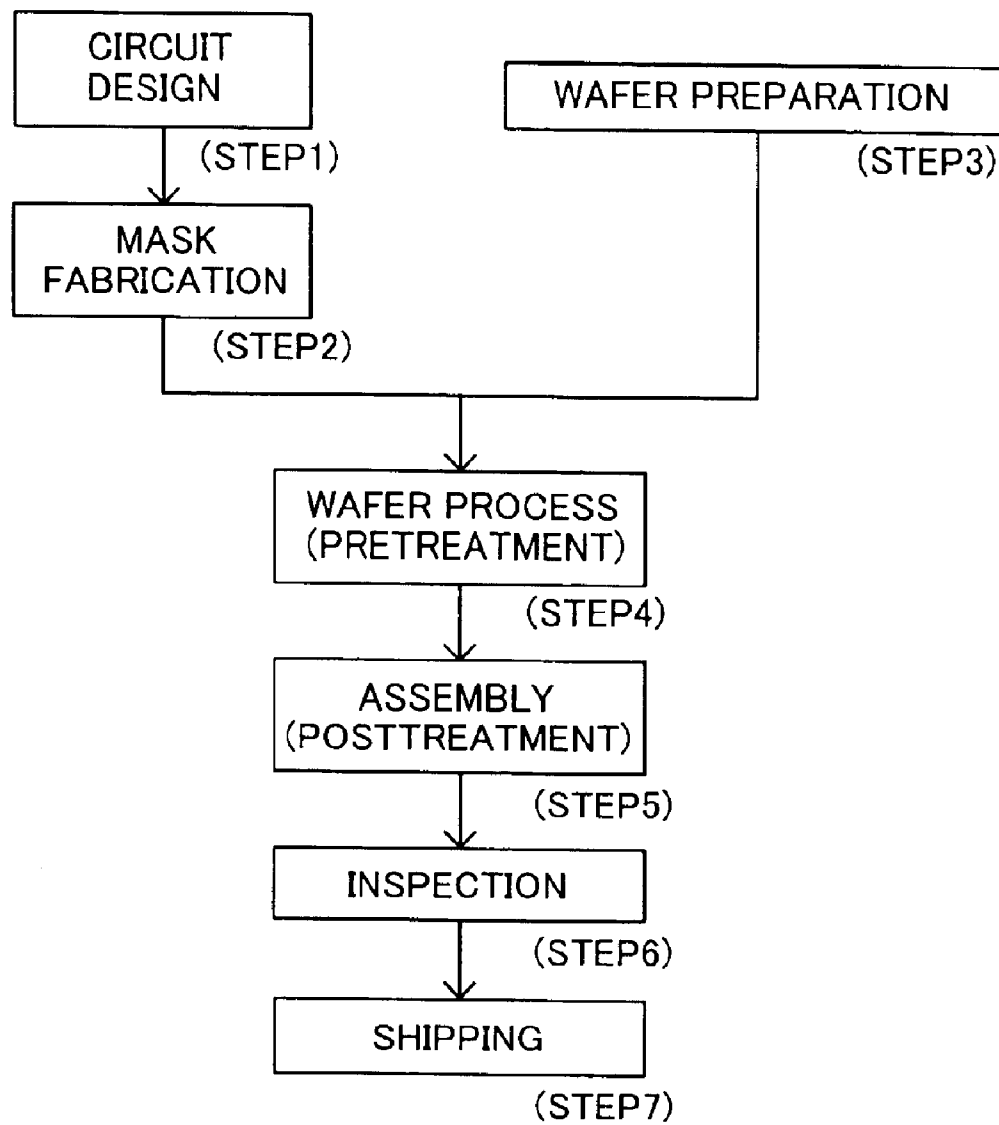 CIRCUIT
DESIGN
(STEP1)
MASK
FABRICATION
(STEP2)
WAFER PREPARATION
(STEP3)
WAFER PROCESS
(PRETREATMENT)
(STEP4)
ASSEMBLY
(POSTTREATMENT)
(STEP5)
INSPECTION
(STEP6)
SHIPPING
(STEP7)